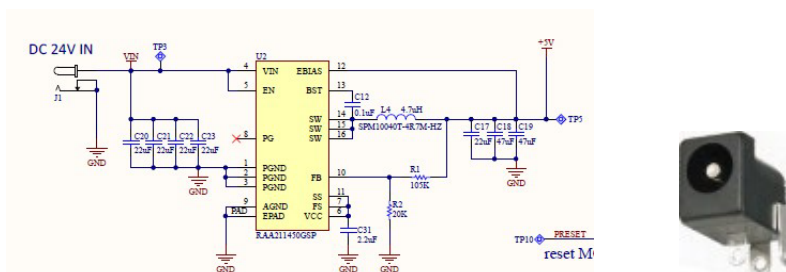 DC 24V IN
VIN
TP3
A
J1
C20
22uF
C21
22uF
C22
22uF
C23
22uF
GND
GND
U2
4
VIN
5
EN
8
PG
1
PGND
2
PGND
3
PGND
9
AGND
PAD
EPAD
RAA211450GSP
EBIAS
12
BST
13
SW
14
SW
15
SW
16
FB
10
SS
11
FS
7
VCC
6
GND
C12
0.1uF
L4
4.7uH
SPM10040T-4R7M-HZ
R1
105K
R2
20K
GND
C31
2.2uF
GND
+5V
C17
22uF
C18
47uF
C19
47uF
GND
TP5
TP10
PRESET